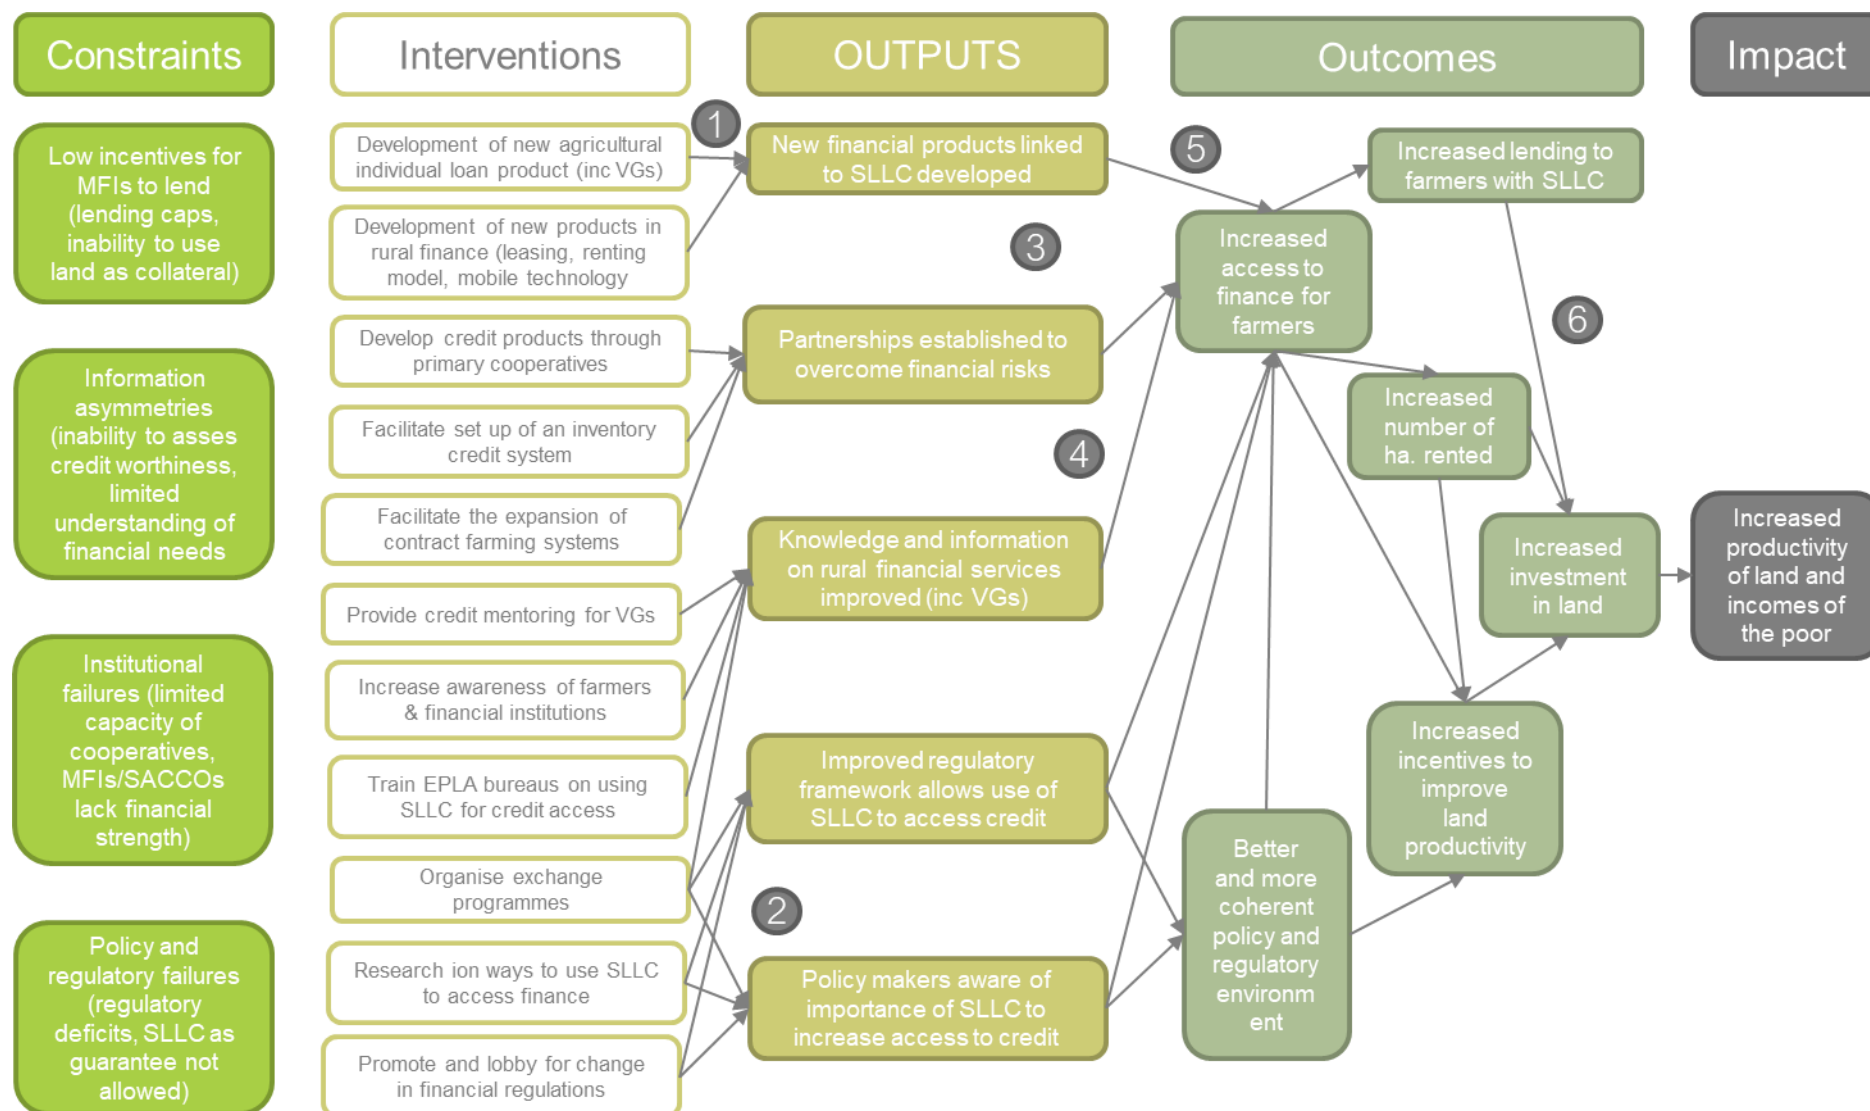 Constraints
Interventions
OUTPUTS
Outcomes
Impact
Low incentives for
MFIs to lend
(lending caps,
inability to use
land as collateral)
Information
asymmetries
(inability to asses
credit worthiness,
limited
understanding of
financial needs
Institutional
failures (limited
capacity of
cooperatives,
MFIs/SACCOs
lack financial
strength)
Policy and
regulatory failures
(regulatory
deficits, SLLC as
guarantee not
allowed)
Development of new agricultural
individual loan product (inc VGs)
Development of new products in
rural finance (leasing, renting
model, mobile technology
Develop credit products through
primary cooperatives
Facilitate set up of an inventory
credit system
Facilitate the expansion of
contract farming systems
Provide credit mentoring for VGs
Increase awareness of farmers
& financial institutions
Train EPLA bureaus on using
SLLC for credit access
Organise exchange
programmes
Research ion ways to use SLLC
to access finance
Promote and lobby for change
in financial regulations
1
2
New financial products linked
to SLLC developed
Partnerships established to
overcome financial risks
Knowledge and information
on rural financial services
improved (inc VGs)
Improved regulatory
framework allows use of
SLLC to access credit
Policy makers aware of
importance of SLLC to
increase access to credit
3
4
5
Increased
access to
finance for
farmers
Better
and more
coherent
policy and
regulatory
environm
ent
Increased lending to
farmers with SLLC
6
Increased
number of
ha. rented
Increased
investment
in land
Increased
incentives to
improve
land
productivity
Increased
productivity
of land and
incomes of
the poor